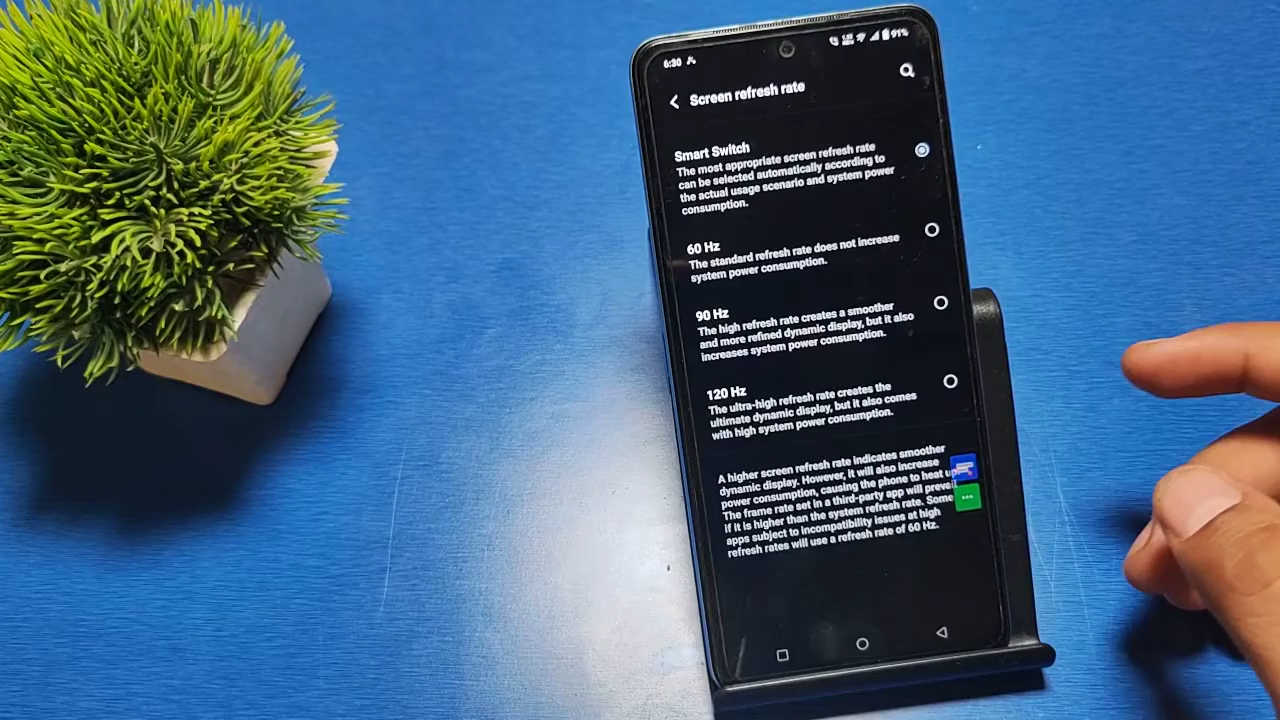 6:30
91%
Screen refresh rate
Smart Switch
The most appropriate screen refresh rate
can be selected automatically according to
the actual usage scenario and system power
consumption.
60 Hz
The standard refresh rate does not increase
system power consumption.
90 Hz
The high refresh rate creates a smoother
and more refined dynamic display, but it also
increases system power consumption.
120 Hz
The ultra-high refresh rate creates the
ultimate dynamic display, but it also comes
with high system power consumption.
A higher screen refresh rate indicates smoother
dynamic display. However, it will also increase
power consumption, causing the phone to heat
The frame rate set in a third-party app will
if it is higher than the system refresh rate. Some
apps subject to incompatibility issues at high
refresh rates will use a refresh rate of 60 Hz.